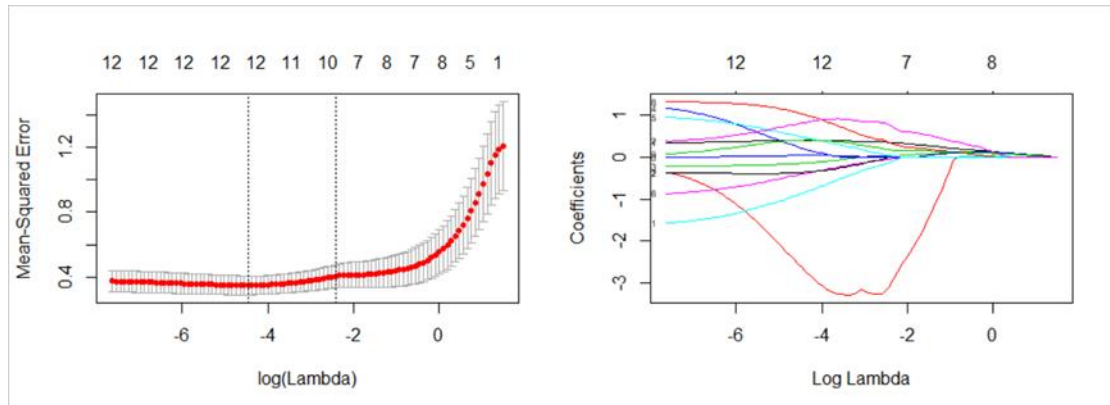 12 12 12 12 12 11 10 7 8 7 8 5 1
Mean-Squared Error
1.2
0.8
0.4
-6 -4 -2 0
log(Lambda)
12 12 7 8
Coefficients
1
0
-1
-2
-3
-6 -4 -2 0
Log Lambda